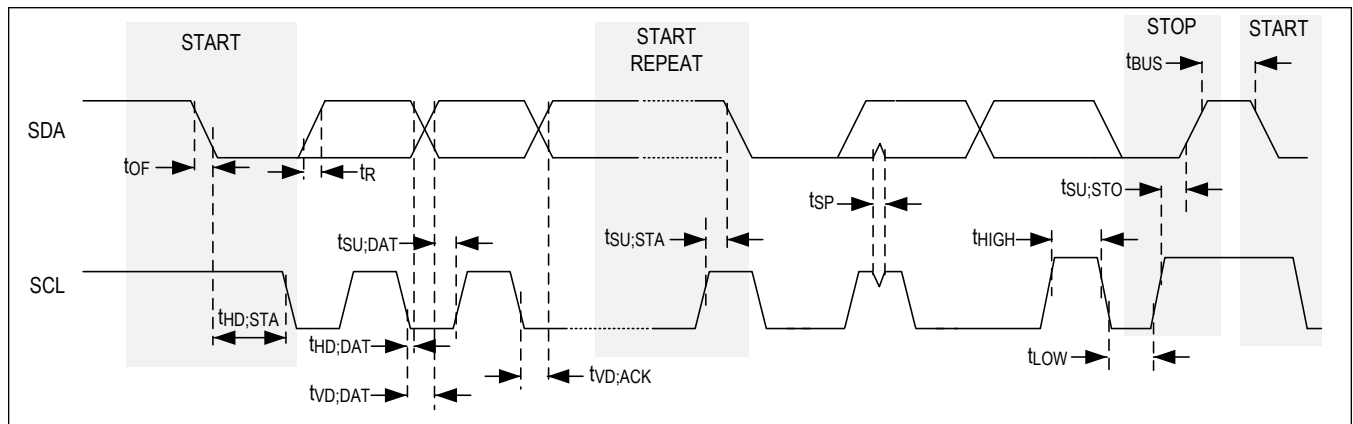 START
START
REPEAT
STOP
START
tBUS
SDA
tOF
tR
tSP
tSU;STO
tSU;DAT
tSU;STA
tHIGH
SCL
tHD;STA
tHD;DAT
tLOW
tVD;ACK
tVD;DAT